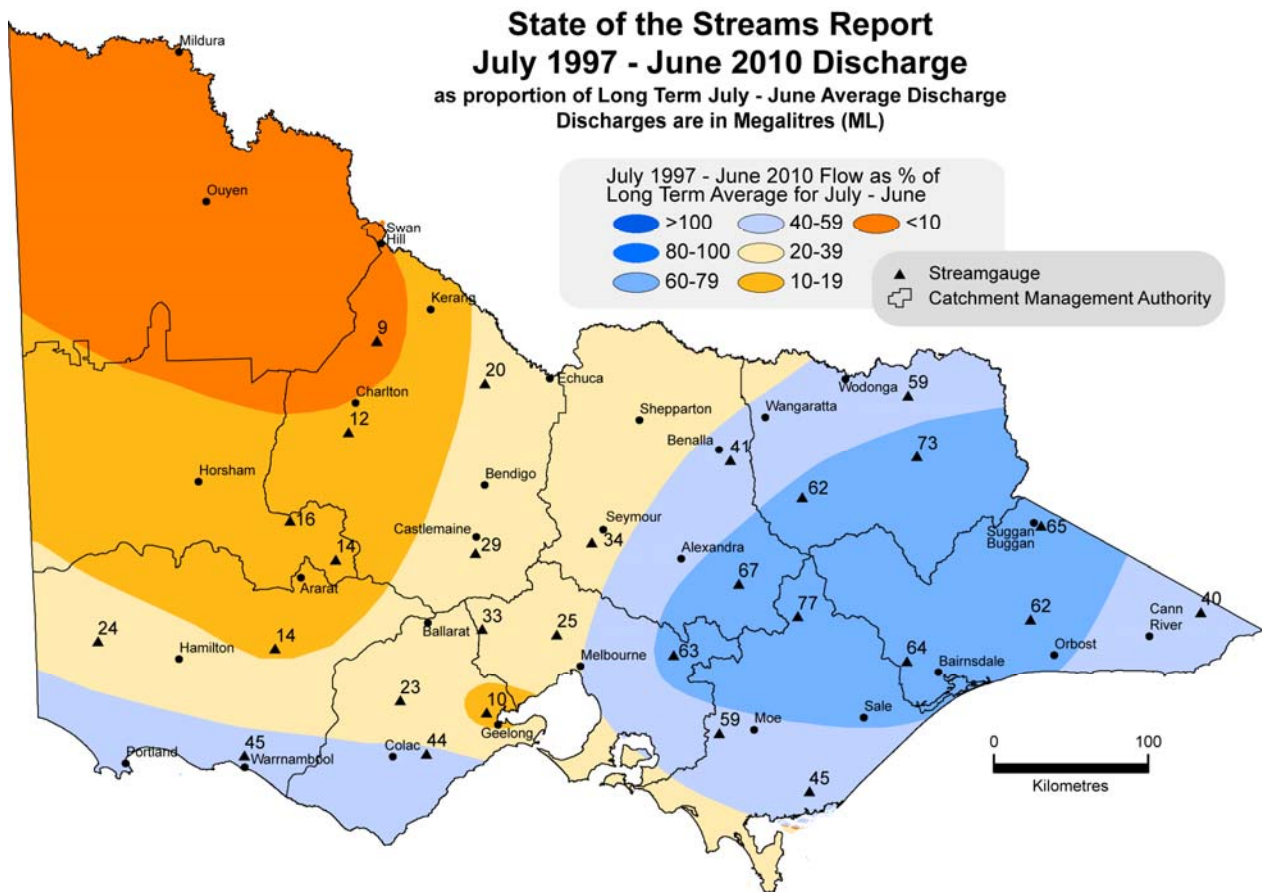 State of the Streams Report
July 1997 - June 2010 Discharge
as proportion of Long Term July - June Average Discharge
Discharges are in Megalitres (ML)
July 1997 - June 2010 Flow as % of
Long Term Average for July - June
>100
40-59
<10
80-100
20-39
60-79
10-19
Streamgauge
Catchment Management Authority
Mildura
Ouyen
Swan
Hill
Kerang
9
20
Echuca
Charlton
12
Shepparton
Wodonga
59
Wangaratta
Benalla
41
73
Horsham
Bendigo
62
16
Castlemaine
29
Seymour
34
Suggan
Buggan
65
14
Alexandra
67
Ararat
77
62
40
Cann
River
24
Hamilton
14
Ballarat
33
25
Melbourne
63
64
Bairnsdale
Orbost
23
10
Geelong
59
Moe
Sale
Portland
45
Warrnambool
Colac
44
45
0
100
Kilometres